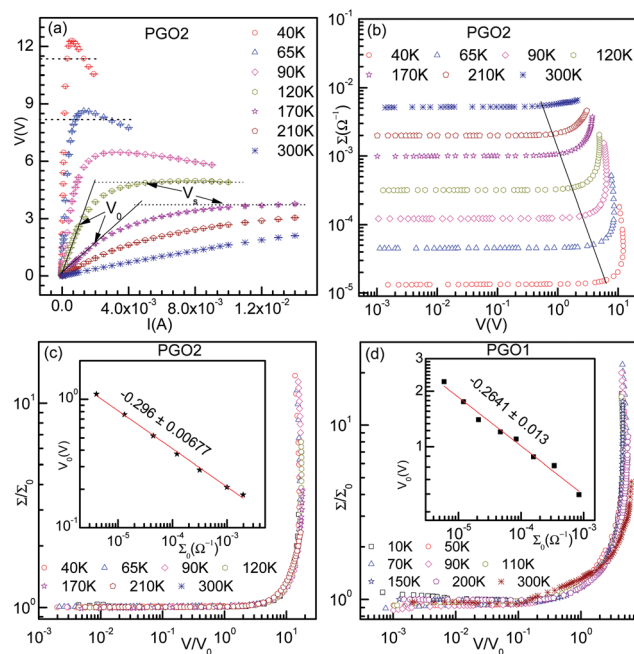 (a) PGO2
40K
65K
90K
120K
170K
210K
300K
V₀
Vₛ
V(V)
12
9
6
3
0
0.0 4.0x10⁻³ 8.0x10⁻³ 1.2x10⁻²
I(A)
(b) PGO2
40K 65K 90K 120K
170K 210K 300K
Σ(Ω⁻¹)
10⁻²
10⁻³
10⁻⁴
10⁻⁵
10⁻³ 10⁻² 10⁻¹ 10⁰ 10¹
V(V)
PGO2
(c)
-0.296 ± 0.00677
V₀(V)
10⁰
10⁻¹
10⁻⁵ 10⁻⁴ 10⁻³
Σ₀(Ω⁻¹)
Σ/Σ₀
10¹
10⁰
40K 65K 90K 120K
170K 210K 300K
10⁻³ 10⁻² 10⁻¹ 10⁰ 10¹ 10²
V/V₀
PGO1
(d)
-0.2641 ± 0.013
V₀(V)
2
1
10⁻⁵ 10⁻⁴ 10⁻³
Σ₀(Ω⁻¹)
Σ/Σ₀
10¹
10⁰
10K 50K
70K 90K 110K
150K 200K 300K
10⁻³ 10⁻² 10⁻¹ 10⁰
V/V₀